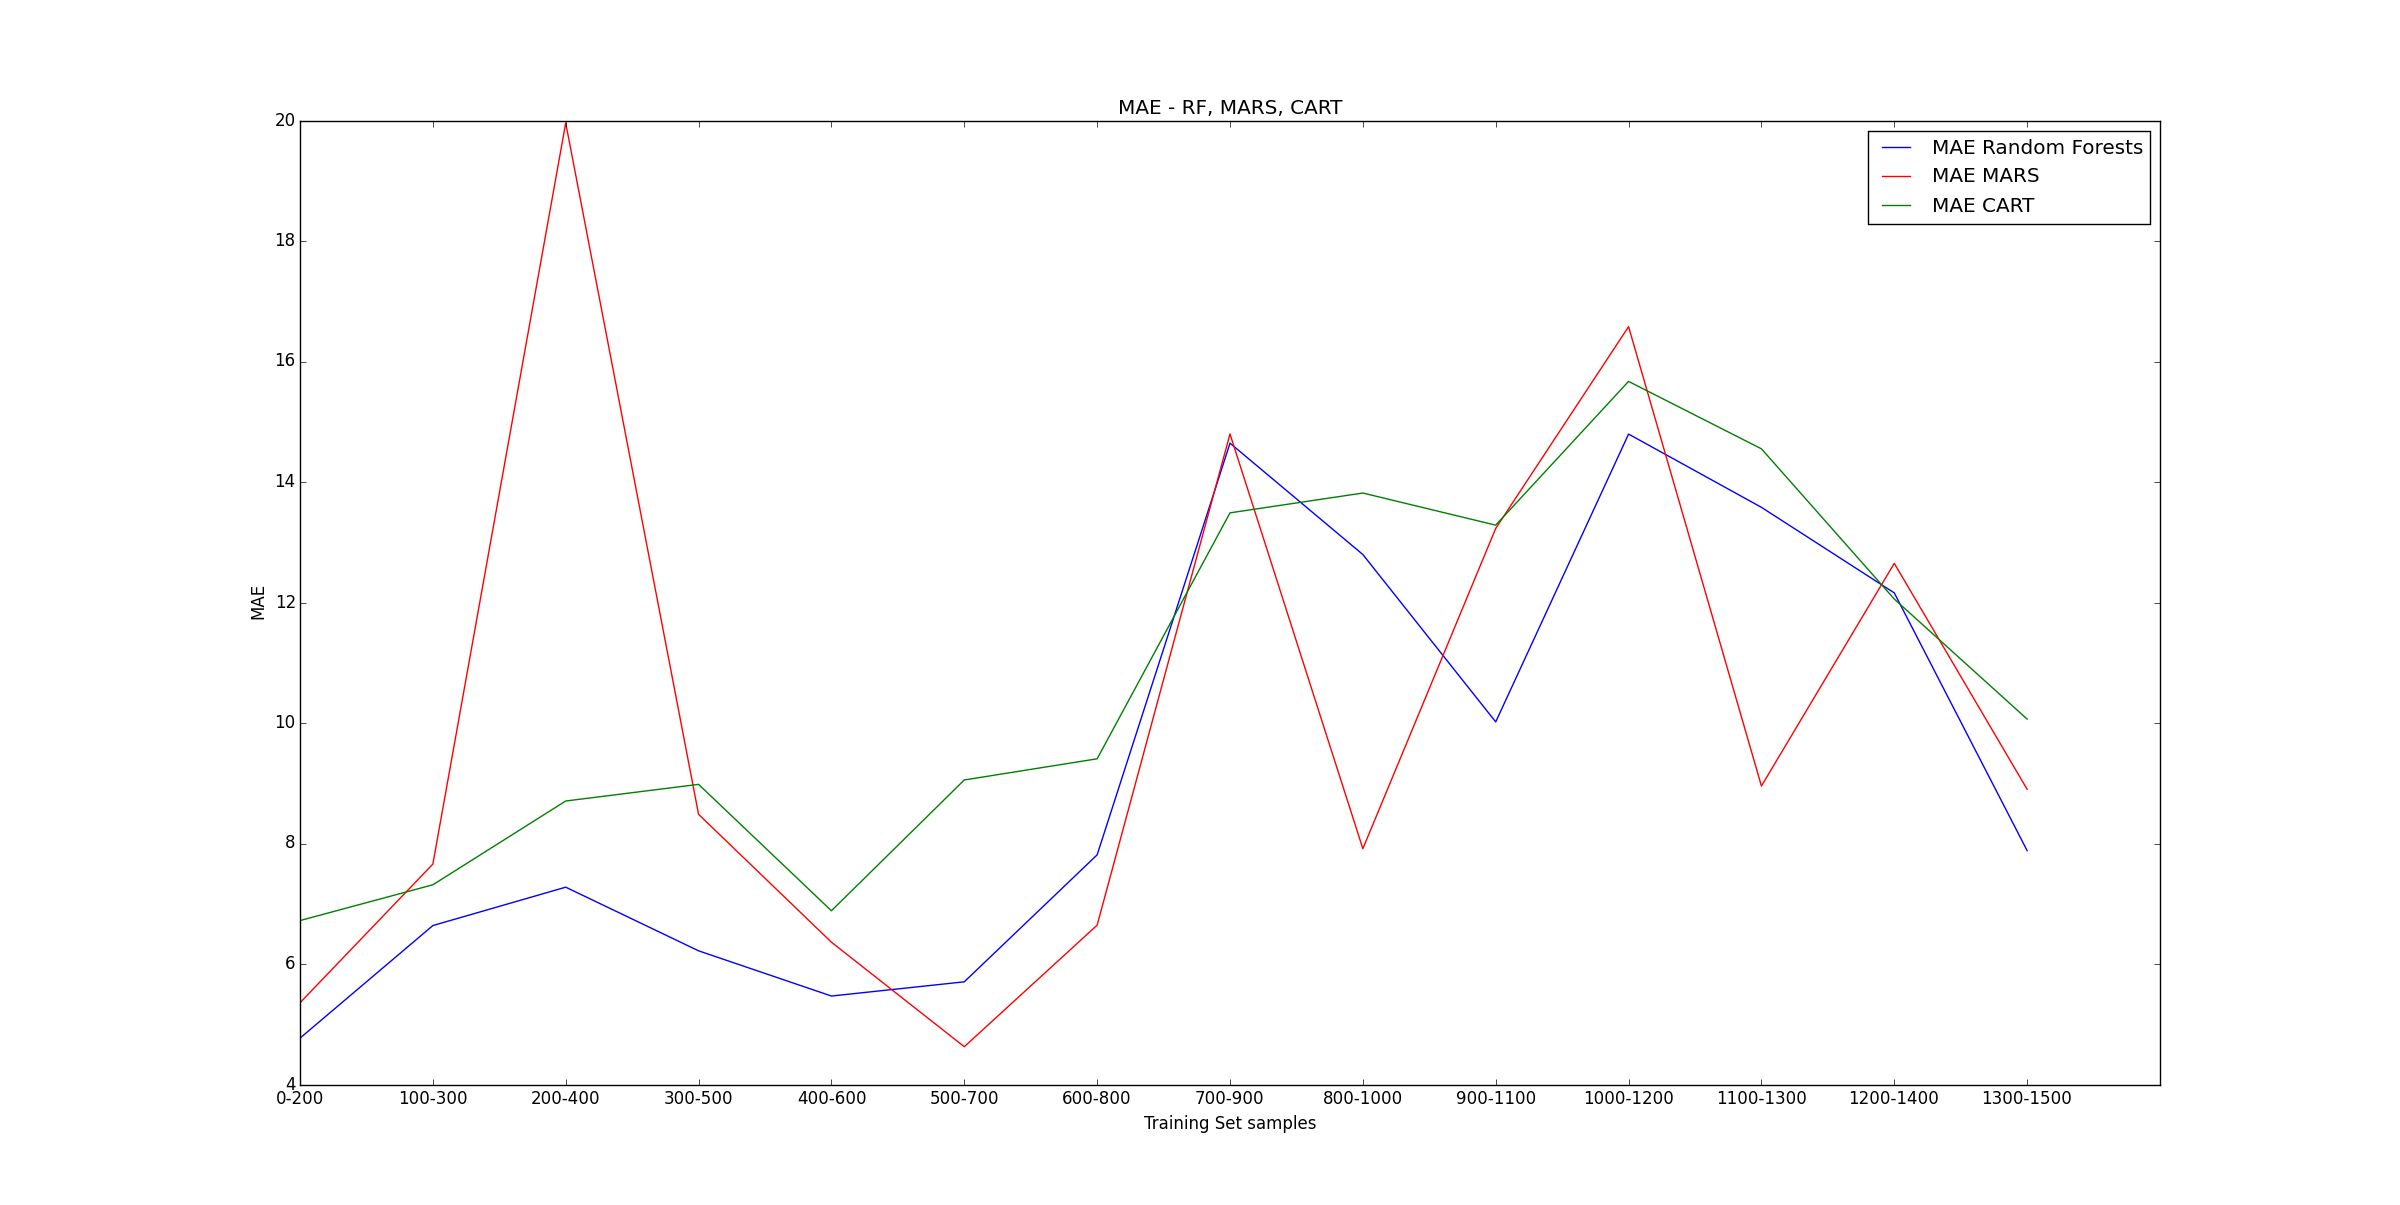 MAE - RF, MARS, CART
20
18
16
14
12
10
8
6
4
MAE
MAE Random Forests
MAE MARS
MAE CART
0-200 100-300 200-400 300-500 400-600 500-700 600-800 700-900 800-1000 900-1100 1000-1200 1100-1300 1200-1400 1300-1500
Training Set samples